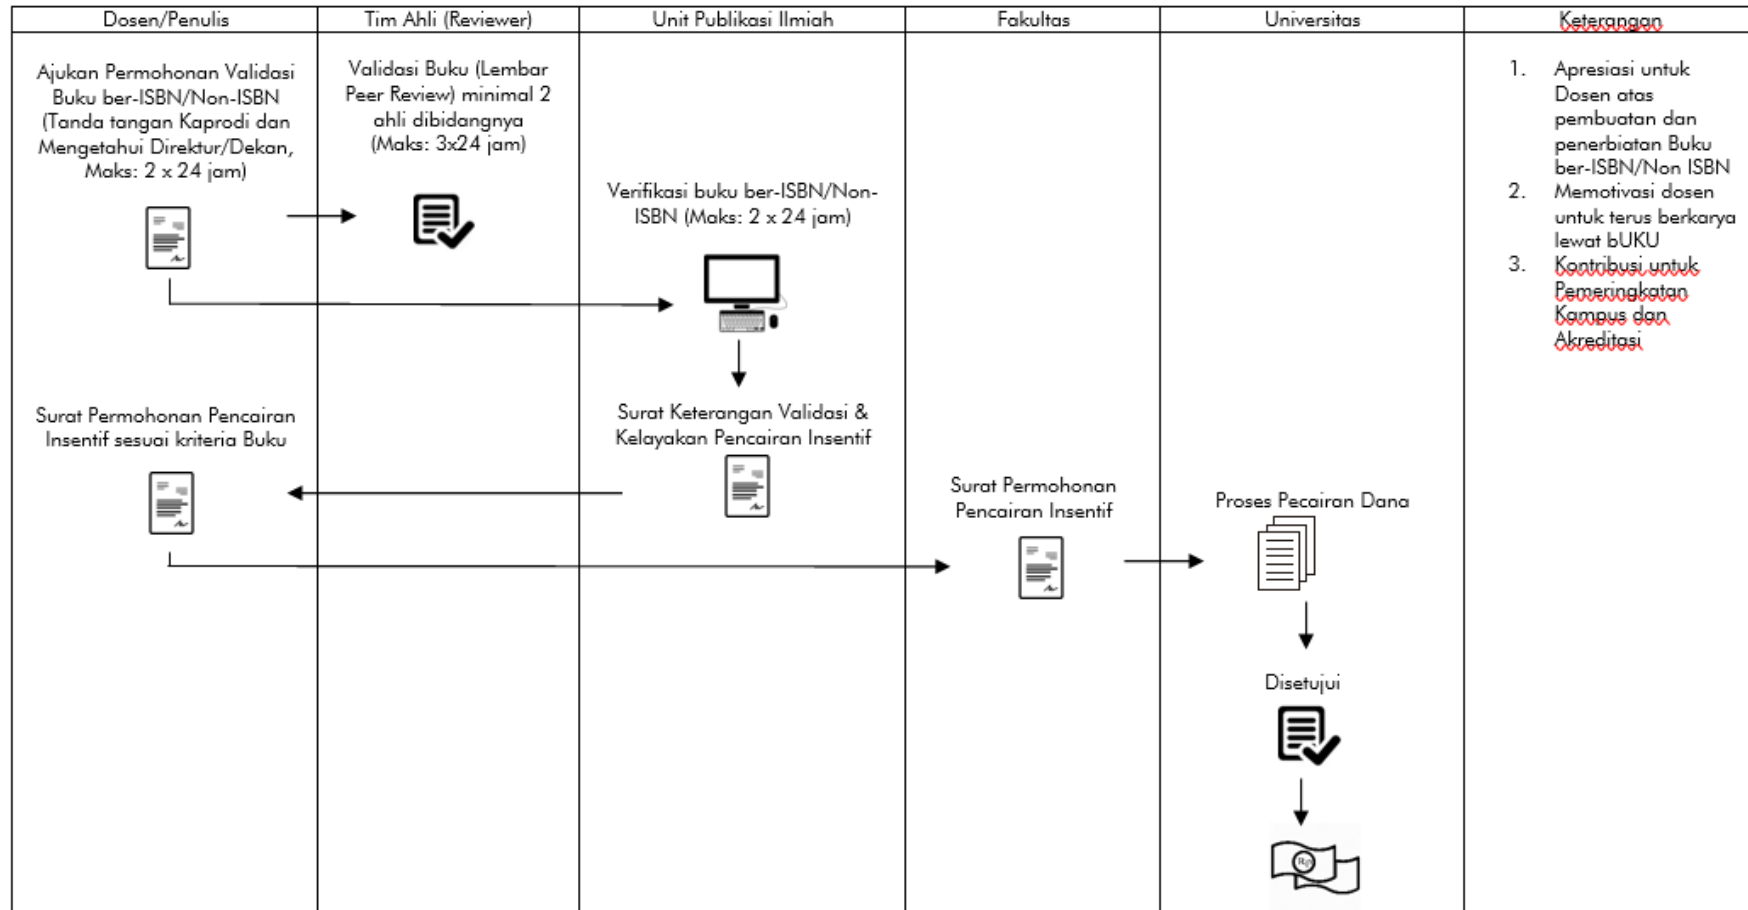 Dosen/Penulis
Tim Ahli (Reviewer)
Unit Publikasi Ilmiah
Fakultas
Universitas
Keterangan
Ajukan Permohonan Validasi
Buku ber-ISBN/Non-ISBN
(Tanda tangan Kaprodi dan
Mengetahui Direktur/Dekan,
Maks: 2 x 24 jam)
Validasi Buku (Lembar
Peer Review) minimal 2
ahli dibidangnya
(Maks: 3x24 jam)
Verifikasi buku ber-ISBN/Non-
ISBN (Maks: 2 x 24 jam)
Surat Keterangan Validasi &
Kelayakan Pencairan Insentif
Surat Permohonan Pencairan
Insentif sesuai kriteria Buku
Surat Permohonan
Pencairan Insentif
Proses Pecairan Dana
Disetujui
Rp
1. Apresiasi untuk
Dosen atas
pembuatan dan
penerbiatan Buku
ber-ISBN/Non ISBN
2. Memotivasi dosen
untuk terus berkarya
lewat bUKU
3. Kontribusi untuk
Pemeringkatan
Kampus dan
Akreditasi